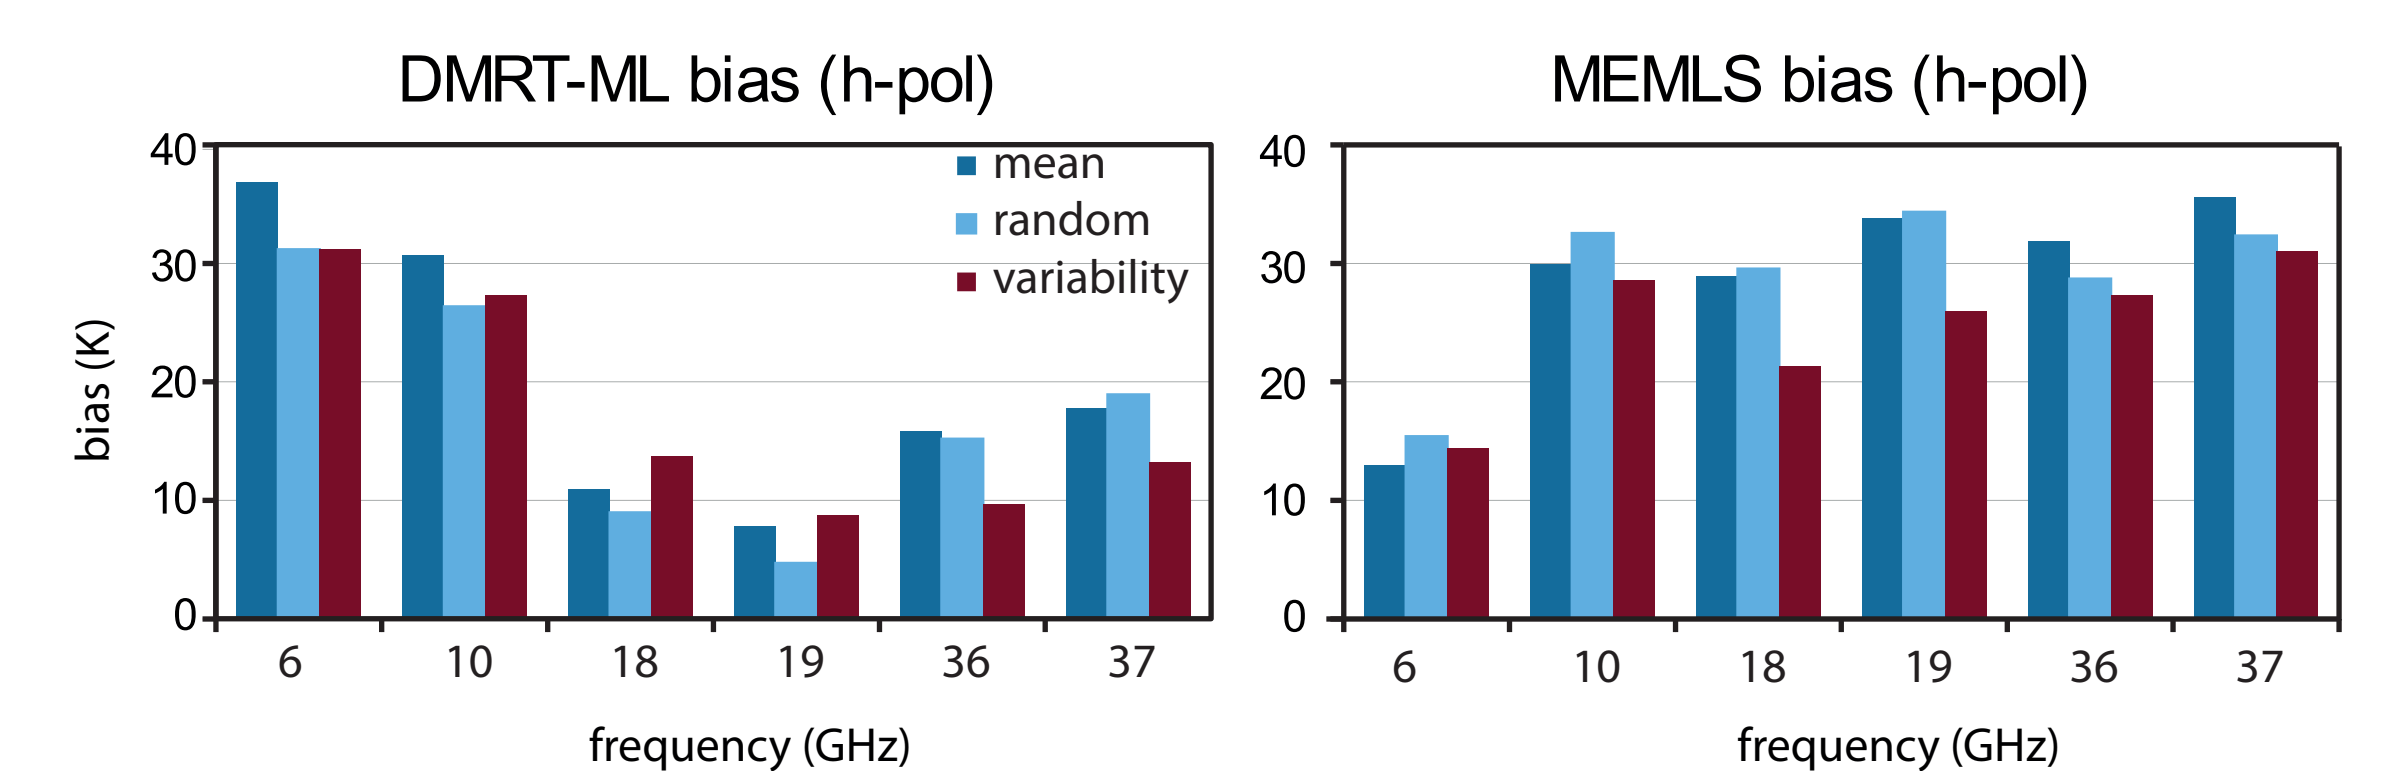 DMRT-ML bias (h-pol)
40
30
20
10
0
bias (K)
mean
random
variability
6 10 18 19 36 37
frequency (GHz)
MEMLS bias (h-pol)
40
30
20
10
0
6 10 18 19 36 37
frequency (GHz)